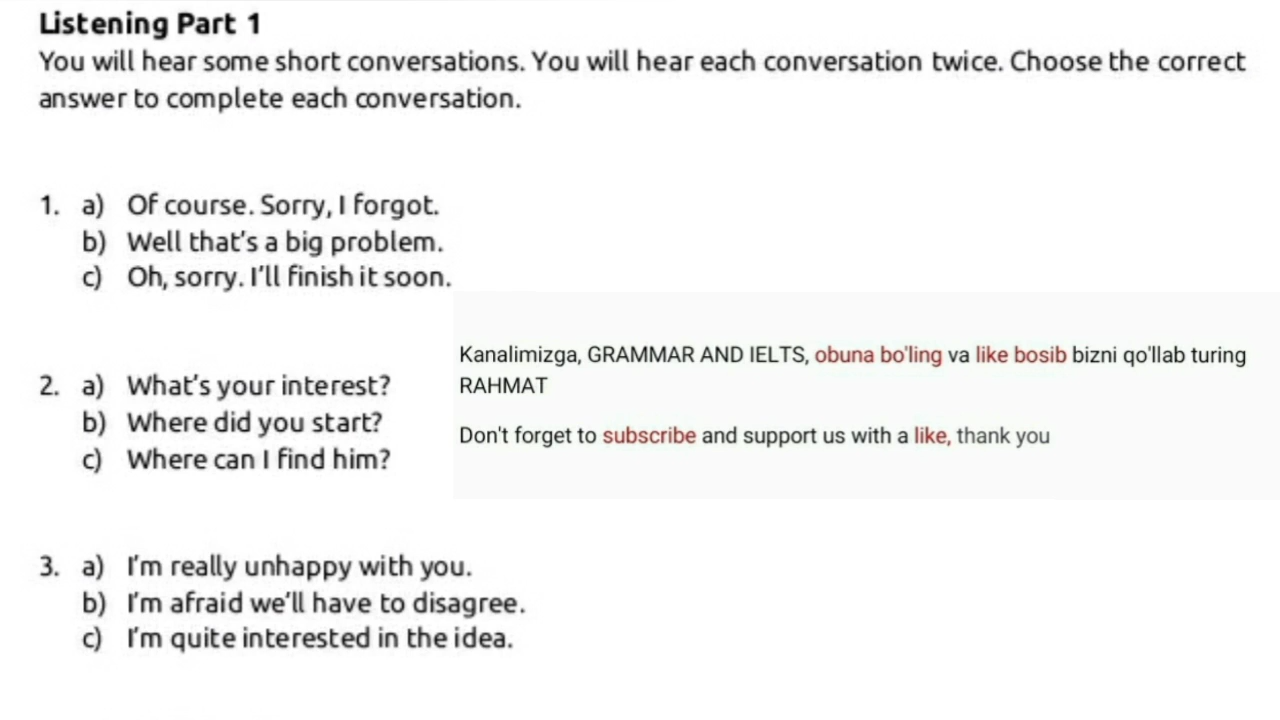 Listening Part 1
You will hear some short conversations. You will hear each conversation twice. Choose the correct
answer to complete each conversation.
1. a) Of course. Sorry, I forgot.
b) Well that's a big problem.
c) Oh, sorry. I'll finish it soon.
2. a) What's your interest?
b) Where did you start?
c) Where can I find him?
Kanalimizga, GRAMMAR AND IELTS, obuna bo'ling va like bosib bizni qo'llab turing
RAHMAT
Don't forget to subscribe and support us with a like, thank you
3. a) I'm really unhappy with you.
b) I'm afraid we'll have to disagree.
c) I'm quite interested in the idea.